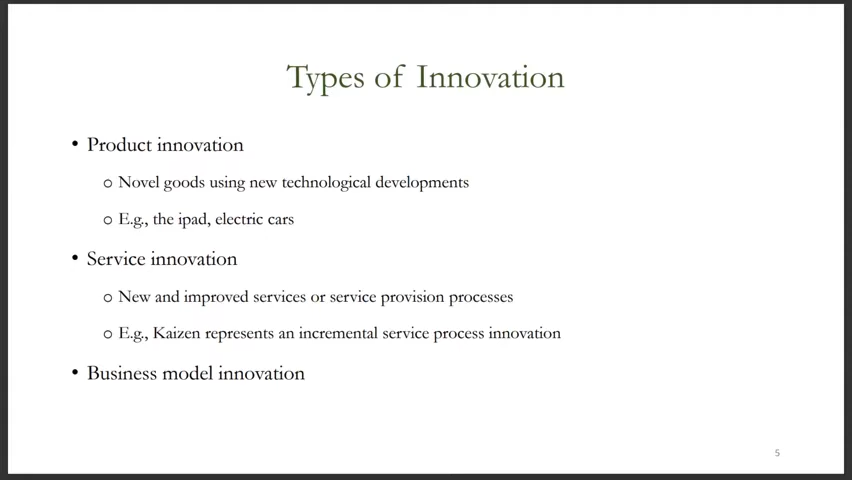 Types of Innovation
• Product innovation
o Novel goods using new technological developments
o E.g., the ipad, electric cars
• Service innovation
o New and improved services or service provision processes
o E.g., Kaizen represents an incremental service process innovation
• Business model innovation
5